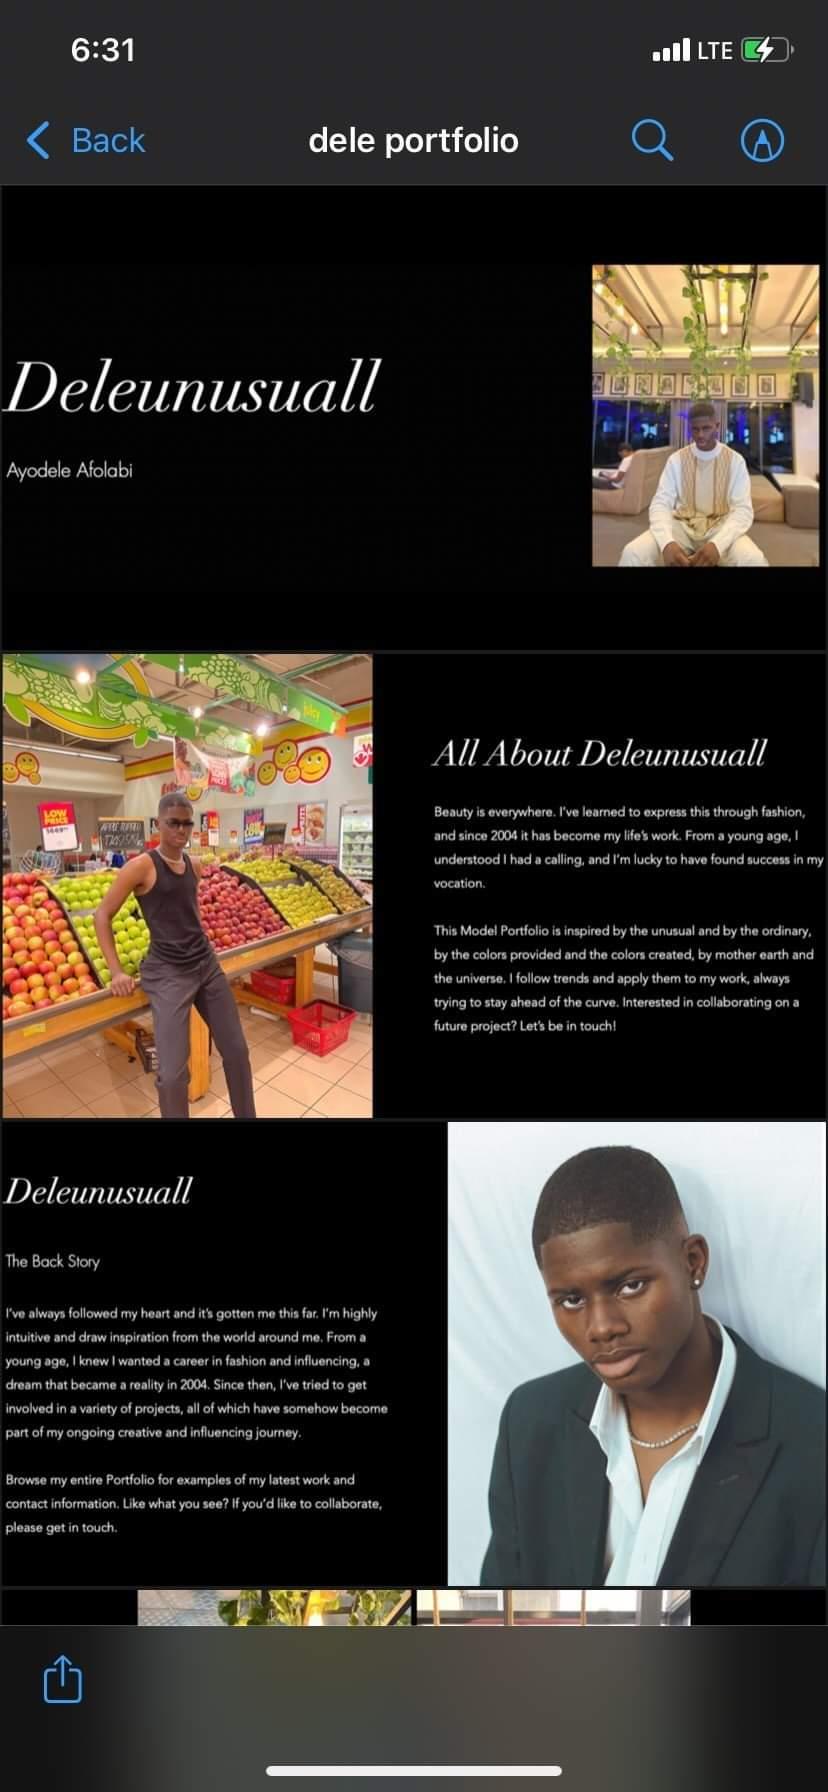 6:31
LTE
Back
dele portfolio
Deleunusuall
Ayodele Afolabi
juicy
LOW
PRICE
All About Deleunusuall
Beauty is everywhere. I've learned to express this through fashion,
and since 2004 it has become my life's work. From a young age, I
understood I had a calling, and I'm lucky to have found success in my
vocation.
This Model Portfolio is inspired by the unusual and by the ordinary,
by the colors provided and the colors created, by mother earth and
the universe. I follow trends and apply them to my work, always
trying to stay ahead of the curve. Interested in collaborating on a
future project? Let's be in touch!
Deleunusuall
The Back Story
I've always followed my heart and it's gotten me this far. I'm highly
intuitive and draw inspiration from the world around me. From a
young age, I knew I wanted a career in fashion and influencing, a
dream that became a reality in 2004. Since then, I've tried to get
involved in a variety of projects, all of which have somehow become
part of my ongoing creative and influencing journey.
Browse my entire Portfolio for examples of my latest work and
contact information. Like what you see? If you'd like to collaborate,
please get in touch.